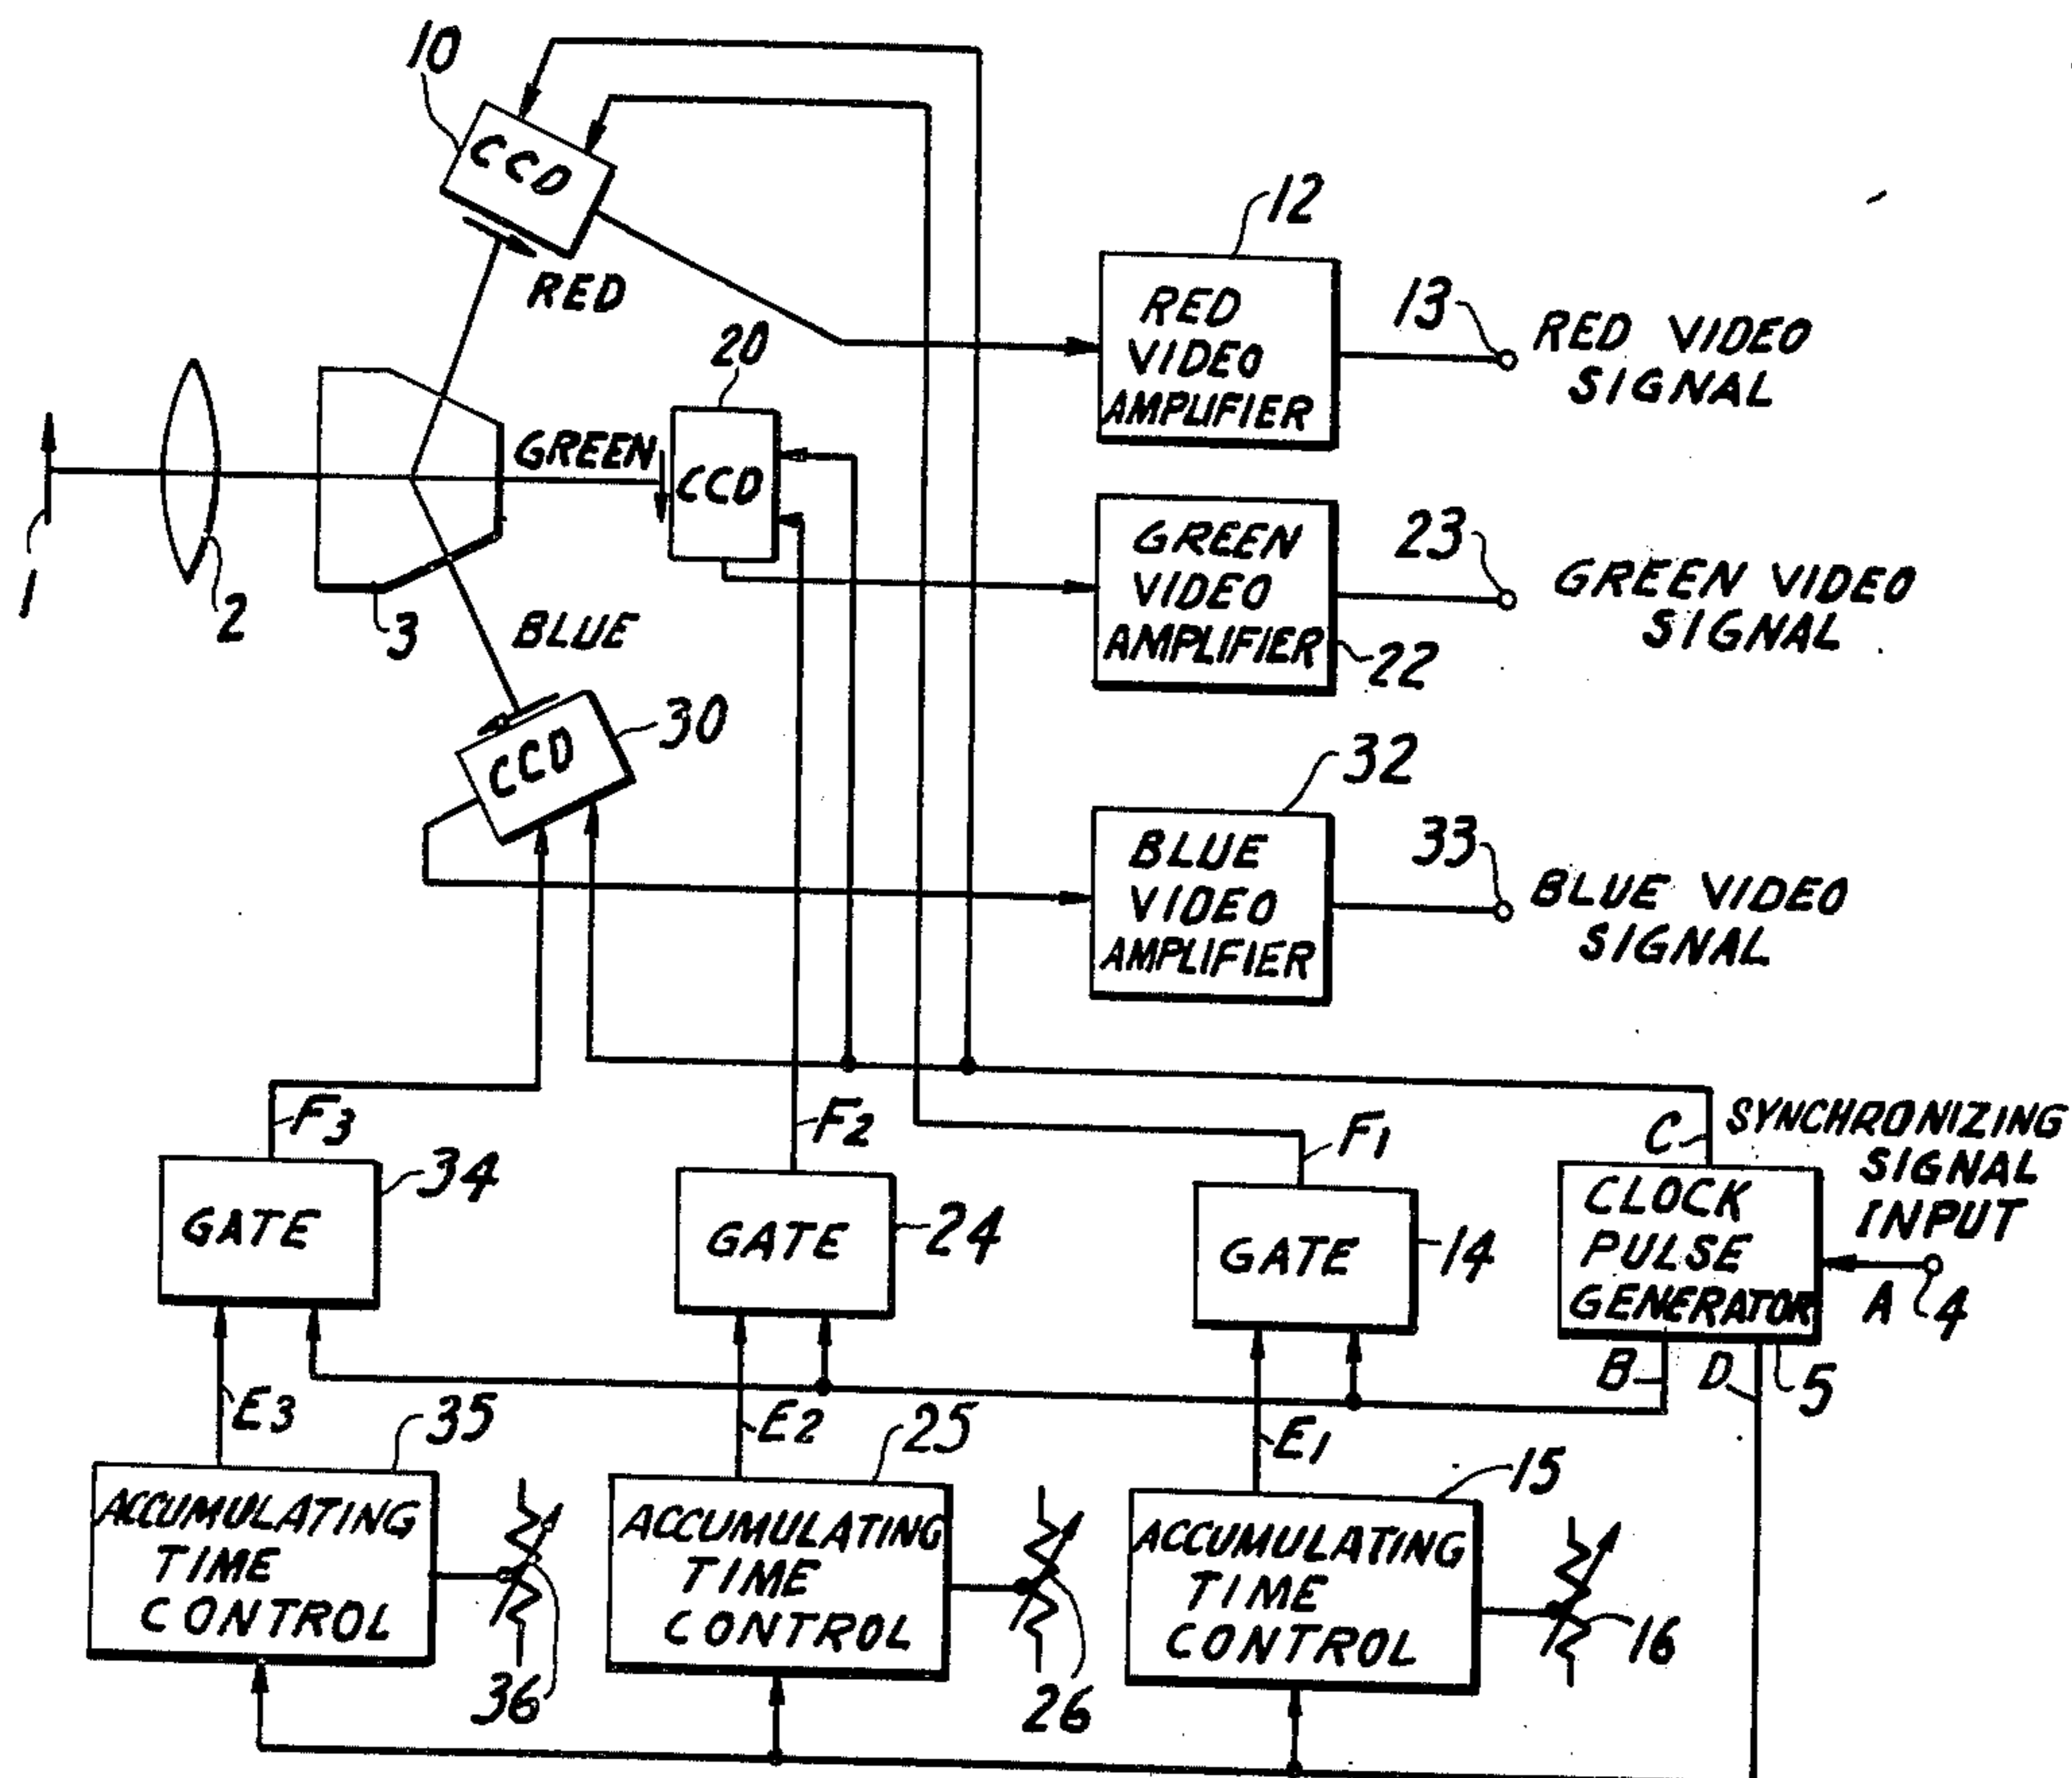 10
CCD
RED
12
RED
VIDEO
AMPLIFIER
13
RED VIDEO
SIGNAL
20
GREEN
CCD
1
2
3
GREEN
VIDEO
AMPLIFIER
22
23
GREEN VIDEO
SIGNAL
BLUE
CCD
30
32
BLUE
VIDEO
AMPLIFIER
33
BLUE VIDEO
SIGNAL
F3
F2
F1
C
SYNCHRONIZING
SIGNAL
INPUT
GATE
34
GATE
24
GATE
14
CLOCK
PULSE
GENERATOR
A
4
B
D
5
E3
E2
E1
35
25
15
ACCUMULATING
TIME
CONTROL
36
ACCUMULATING
TIME
CONTROL
26
ACCUMULATING
TIME
CONTROL
16